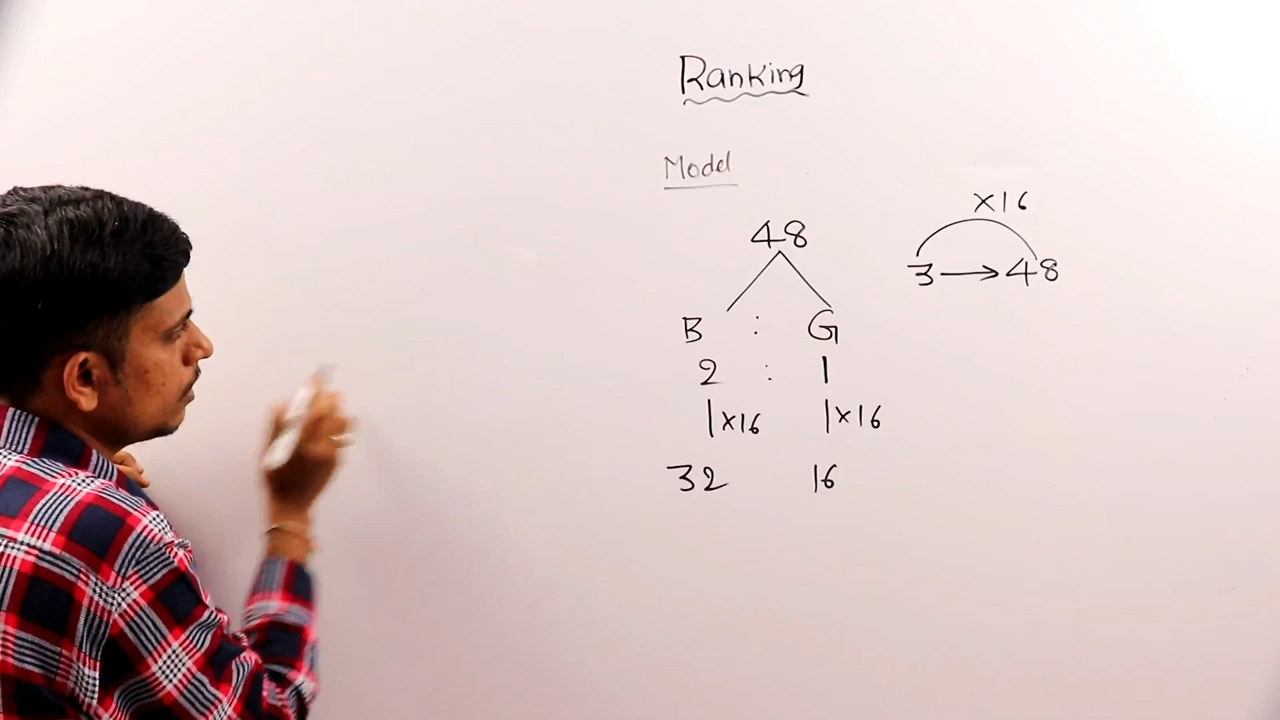 Ranking
Model
48
×16
3 → 48
B : G
2 : 1
×16 ×16
32 16